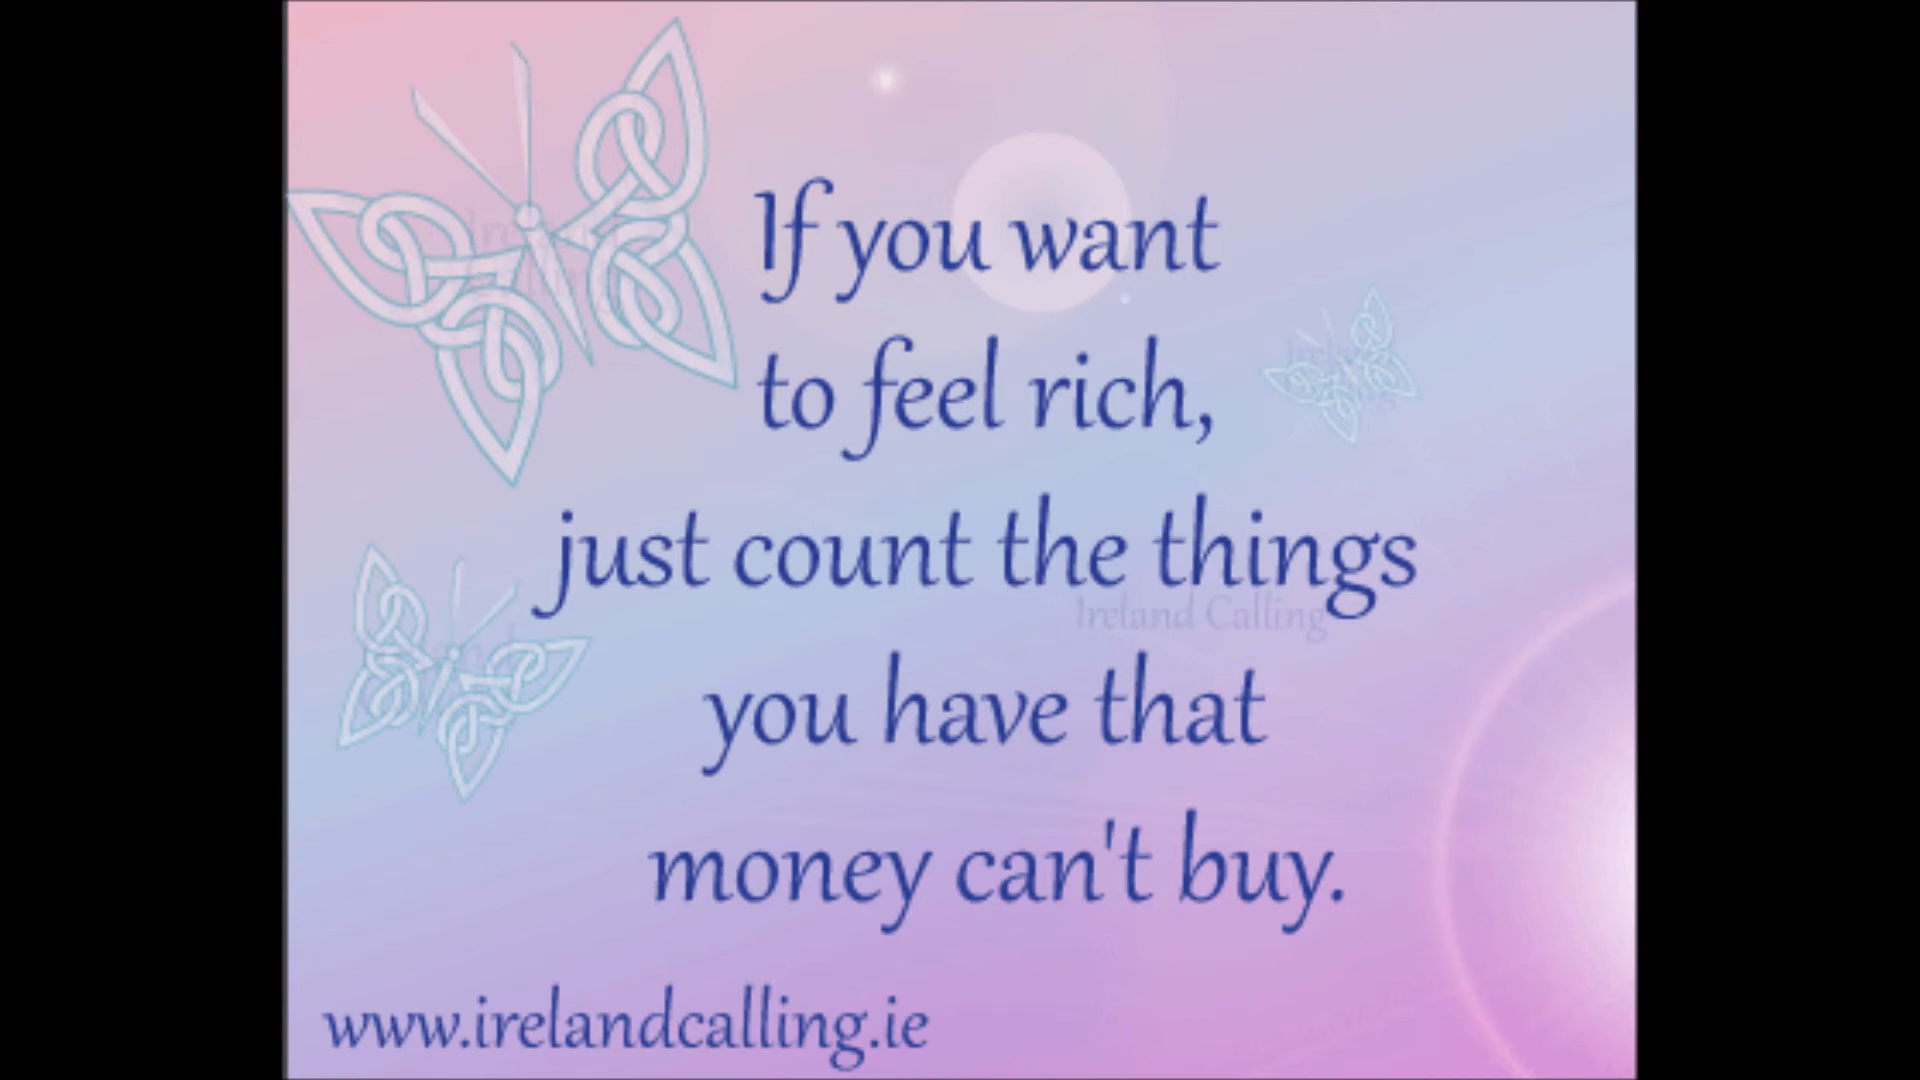 If you want
to feel rich,
just count the things
Ireland Calling
you have that
money can't buy.
www.irelandcalling.ie